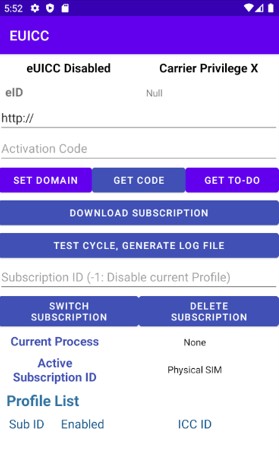 5:52
EUICC
eUICC Disabled Carrier Privilege X
eID Null
http://
Activation Code
SET DOMAIN GET CODE GET TO-DO
DOWNLOAD SUBSCRIPTION
TEST CYCLE, GENERATE LOG FILE
Subscription ID (-1: Disable current Profile)
SWITCH SUBSCRIPTION
DELETE SUBSCRIPTION
Current Process None
Active Subscription ID Physical SIM
Profile List
Sub ID Enabled ICC ID